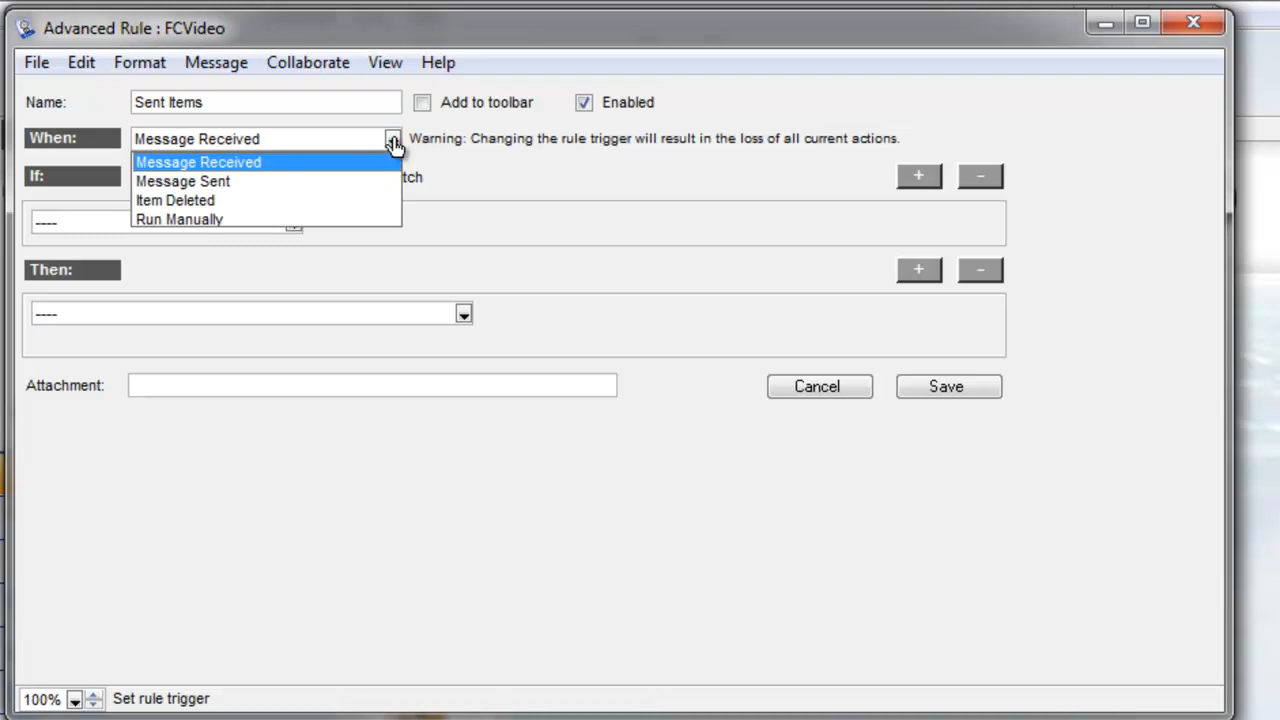 Advanced Rule : FCVideo
File Edit Format Message Collaborate View Help
Name: Sent Items Add to toolbar Enabled
When: Message Received Warning: Changing the rule trigger will result in the loss of all current actions.
Message Received
If: tch + -
Message Sent
Item Deleted
Run Manually
----
Then: + -
----
Attachment: Cancel Save
100% Set rule trigger